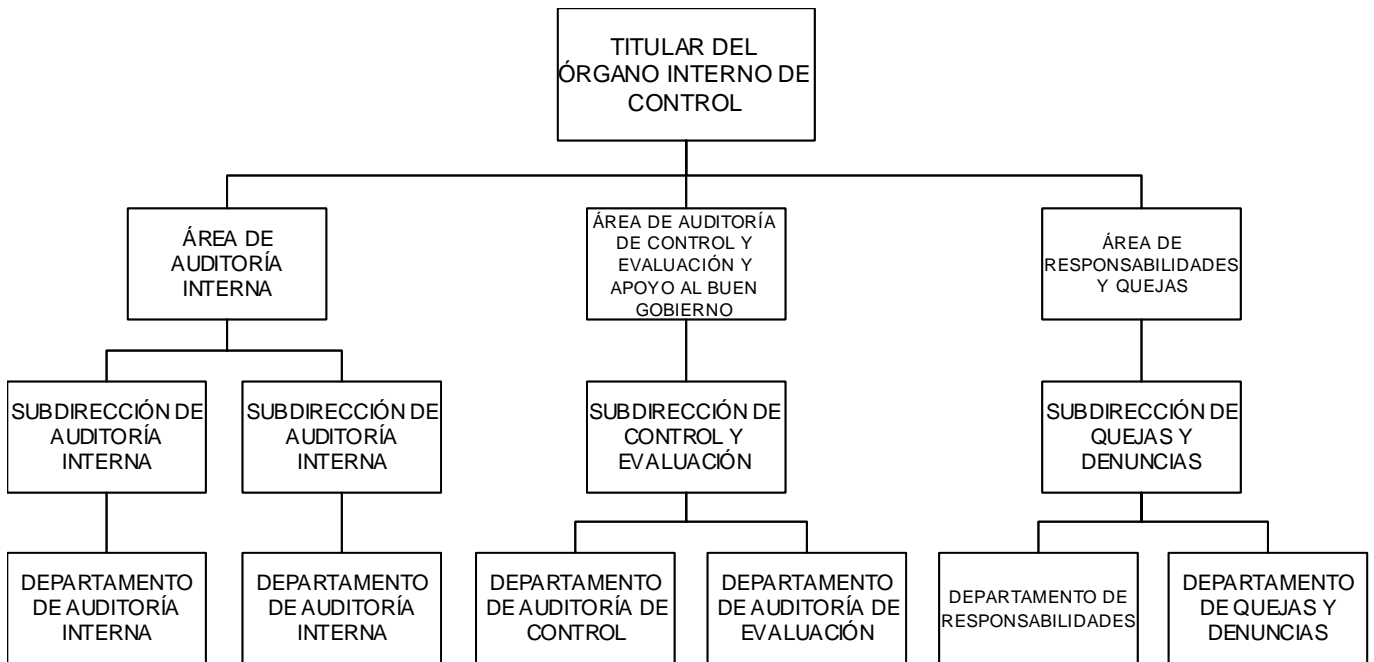 TITULAR DEL
ÓRGANO INTERNO DE
CONTROL
ÁREA DE
AUDITORÍA
INTERNA
ÁREA DE AUDITORÍA
DE CONTROL Y
EVALUACIÓN Y
APOYO AL BUEN
GOBIERNO
ÁREA DE
RESPONSABILIDADES
Y QUEJAS
SUBDIRECCIÓN DE
AUDITORÍA
INTERNA
SUBDIRECCIÓN DE
AUDITORÍA
INTERNA
SUBDIRECCIÓN DE
CONTROL Y
EVALUACIÓN
SUBDIRECCIÓN DE
QUEJAS Y
DENUNCIAS
DEPARTAMENTO
DE AUDITORÍA
INTERNA
DEPARTAMENTO
DE AUDITORÍA
INTERNA
DEPARTAMENTO
DE AUDITORÍA DE
CONTROL
DEPARTAMENTO
DE AUDITORÍA DE
EVALUACIÓN
DEPARTAMENTO DE
RESPONSABILIDADES
DEPARTAMENTO
DE QUEJAS Y
DENUNCIAS